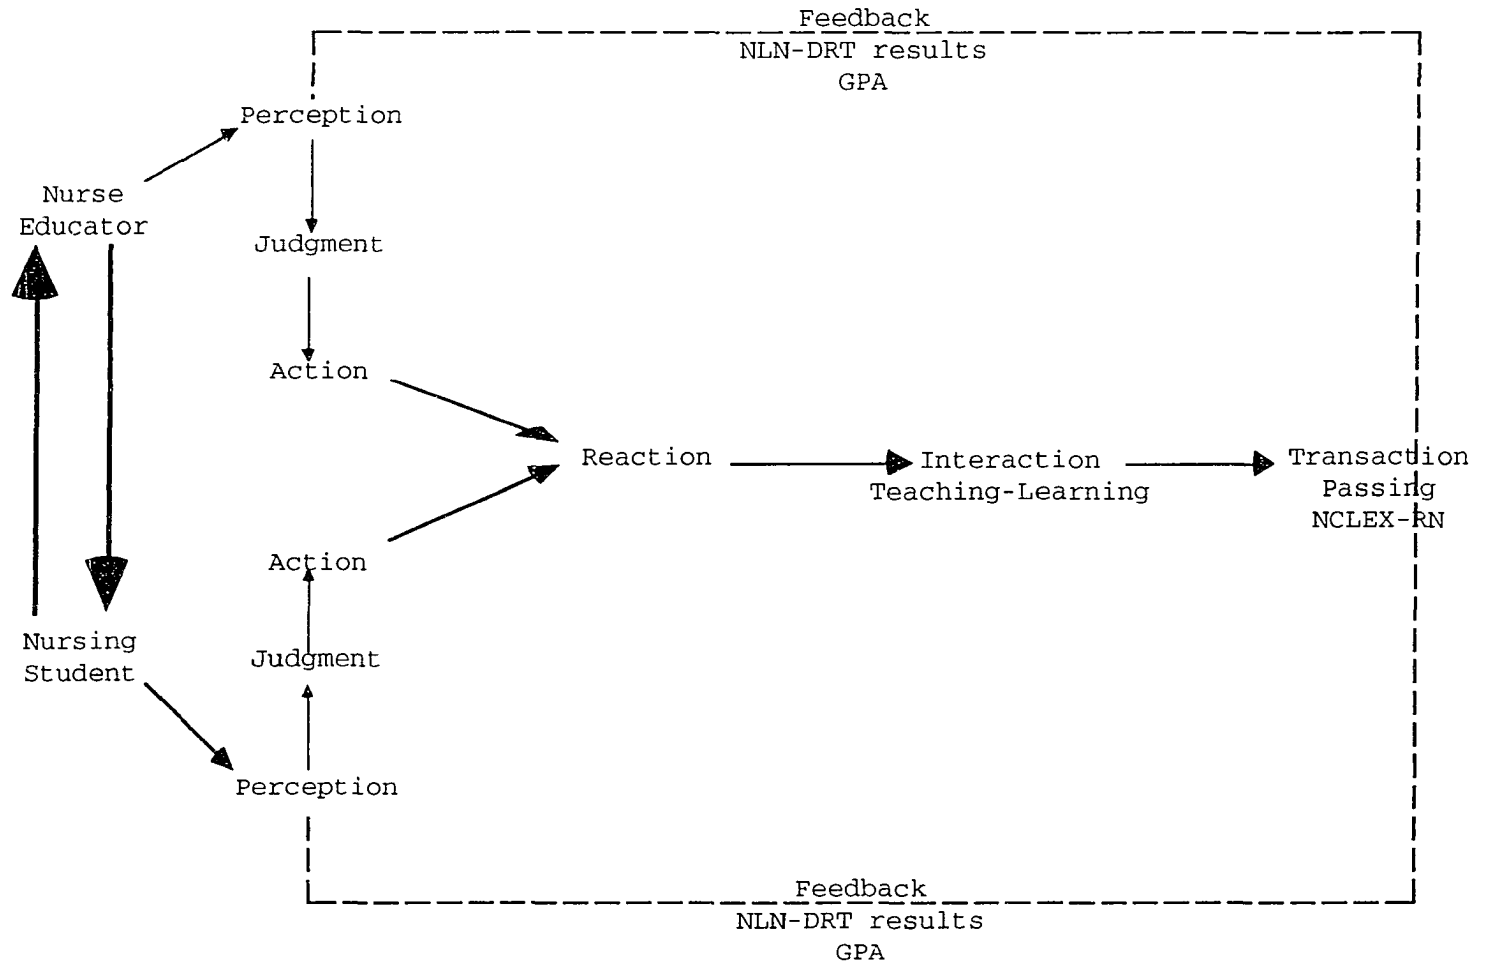 Feedback
NLN-DRT results
GPA
Perception
Nurse
Educator
Judgment
Action
Reaction
Interaction
Teaching-Learning
Transaction
Passing
NCLEX-RN
Action
Nursing
Student
Judgment
Perception
Feedback
NLN-DRT results
GPA